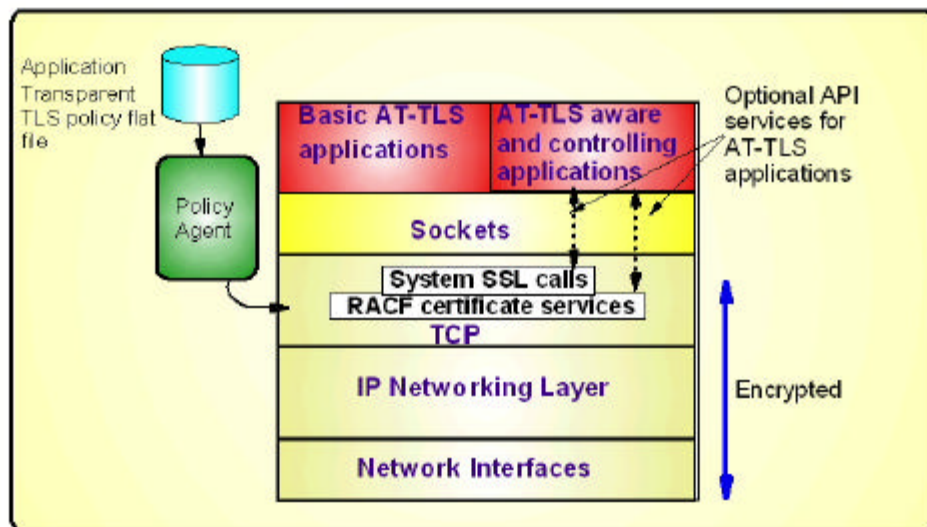 Application
Transparent
TLS policy flat
file
Policy
Agent
Basic AT-TLS
applications
AT-TLS aware
and controlling
applications
Optional API
services for
AT-TLS
applications
Sockets
System SSL calls
RACF certificate services
TCP
IP Networking Layer
Encrypted
Network Interfaces